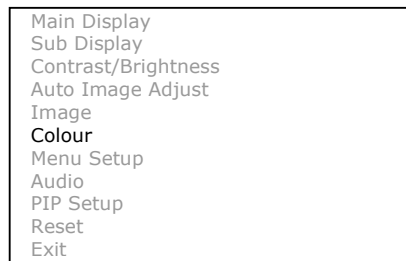 Main Display
Sub Display
Contrast/Brightness
Auto Image Adjust
Image
Colour
Menu Setup
Audio
PIP Setup
Reset
Exit